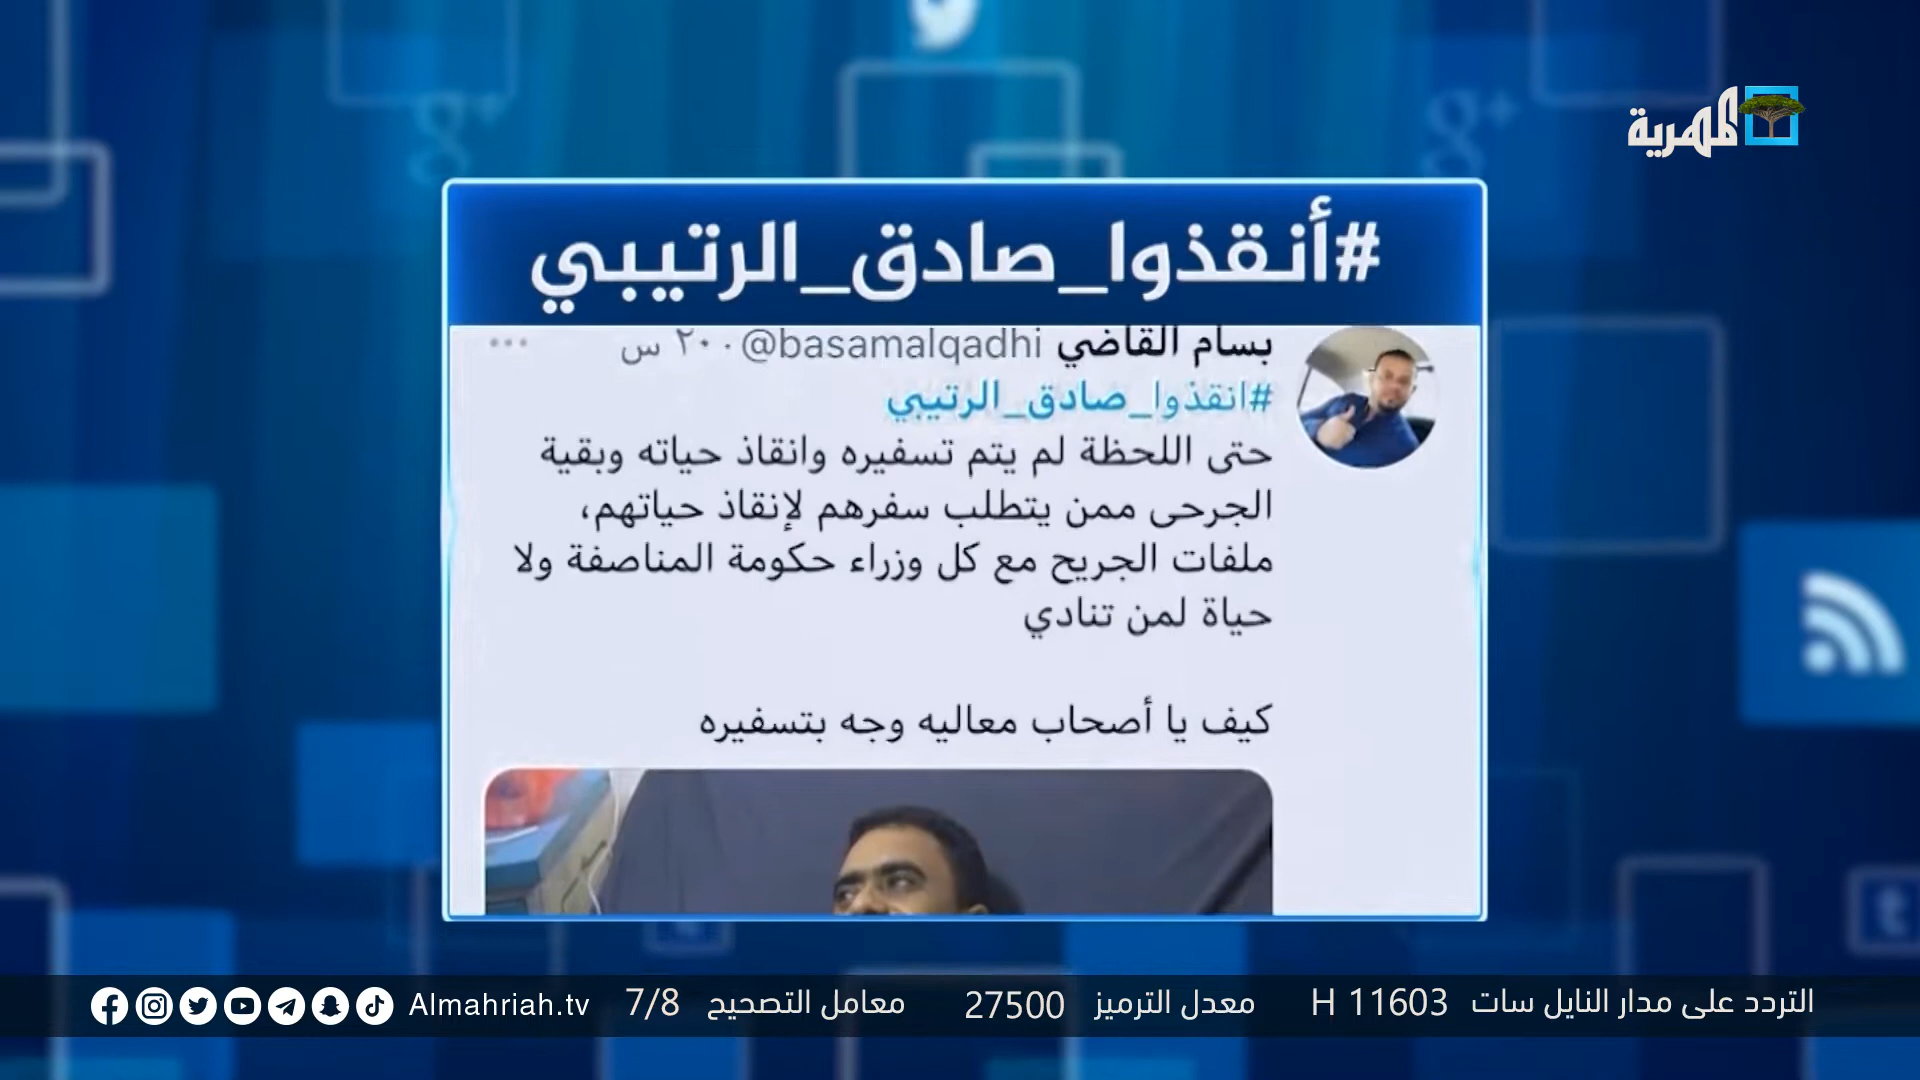 المهرية
#أنقذوا_صادق_الرتيبي
بسام القاضي @basamalqadhi · ٢٠٠ س
#انقذوا_صادق_الرتيبي
حتى اللحظة لم يتم تسفيره وانقاذ حياته وبقية
الجرحى ممن يتطلب سفرهم لإنقاذ حياتهم،
ملفات الجريح مع كل وزراء حكومة المناصفة ولا
حياة لمن تنادي
كيف يا أصحاب معاليه وجه بتسفيره
التردد على مدار النايل سات H 11603 معدل الترميز 27500 معامل التصحيح 7/8 Almahriah.tv